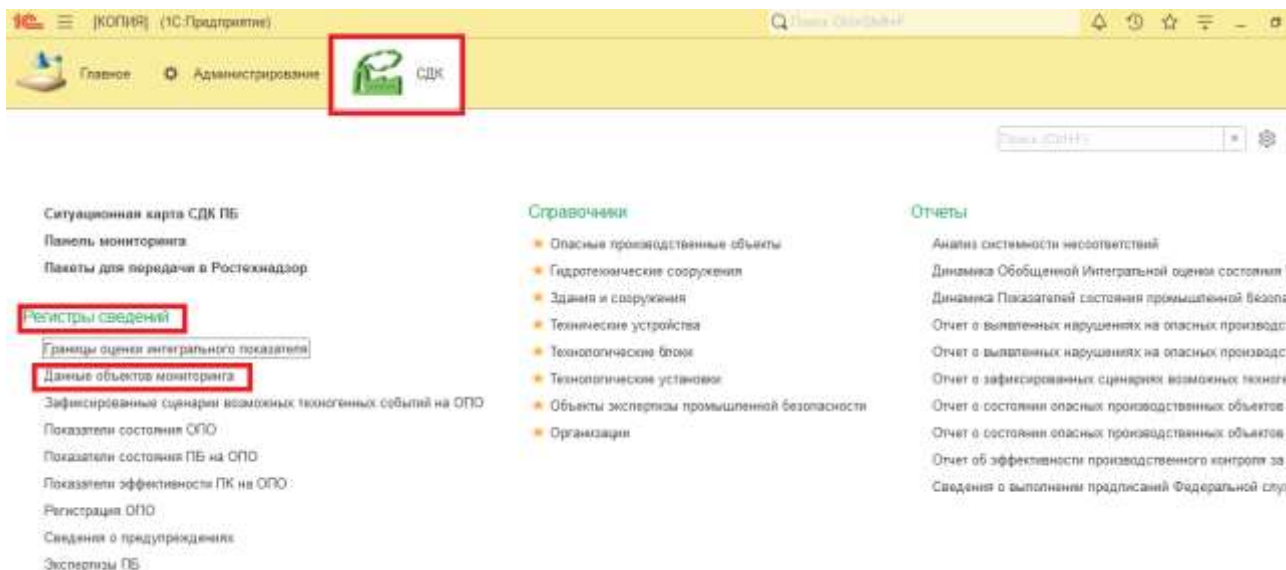 [КОПИЯ] (1С:Предприятие)
Поиск Ctrl+Shift+F
Главное
Администрирование
СДК
Поиск (Ctrl+F)
Ситуационная карта СДК ПБ
Панель мониторинга
Пакеты для передачи в Ростехнадзор
Регистры сведений
Границы оценки интегрального показателя
Данные объектов мониторинга
Зафиксированные сценарии возможных техногенных событий на ОПО
Показатели состояния ОПО
Показатели состояния ПБ на ОПО
Показатели эффективности ПК на ОПО
Регистрация ОПО
Сведения о предупреждениях
Экспертизы ПБ
Справочники
Опасные производственные объекты
Гидротехнические сооружения
Здания и сооружения
Технические устройства
Технологические блоки
Технологические установки
Объекты экспертизы промышленной безопасности
Организации
Отчеты
Анализ системности несоответствий
Динамика Обобщенной Интегральной оценки состояния
Динамика Показателей состояния промышленной безопа
Отчет о выявленных нарушениях на опасных производс
Отчет о выявленных нарушениях на опасных производс
Отчет о зафиксированных сценариях возможных техноге
Отчет о состоянии опасных производственных объектов
Отчет о состоянии опасных производственных объектов
Отчет об эффективности производственного контроля за
Сведения о выполнении предписаний Федеральной слу